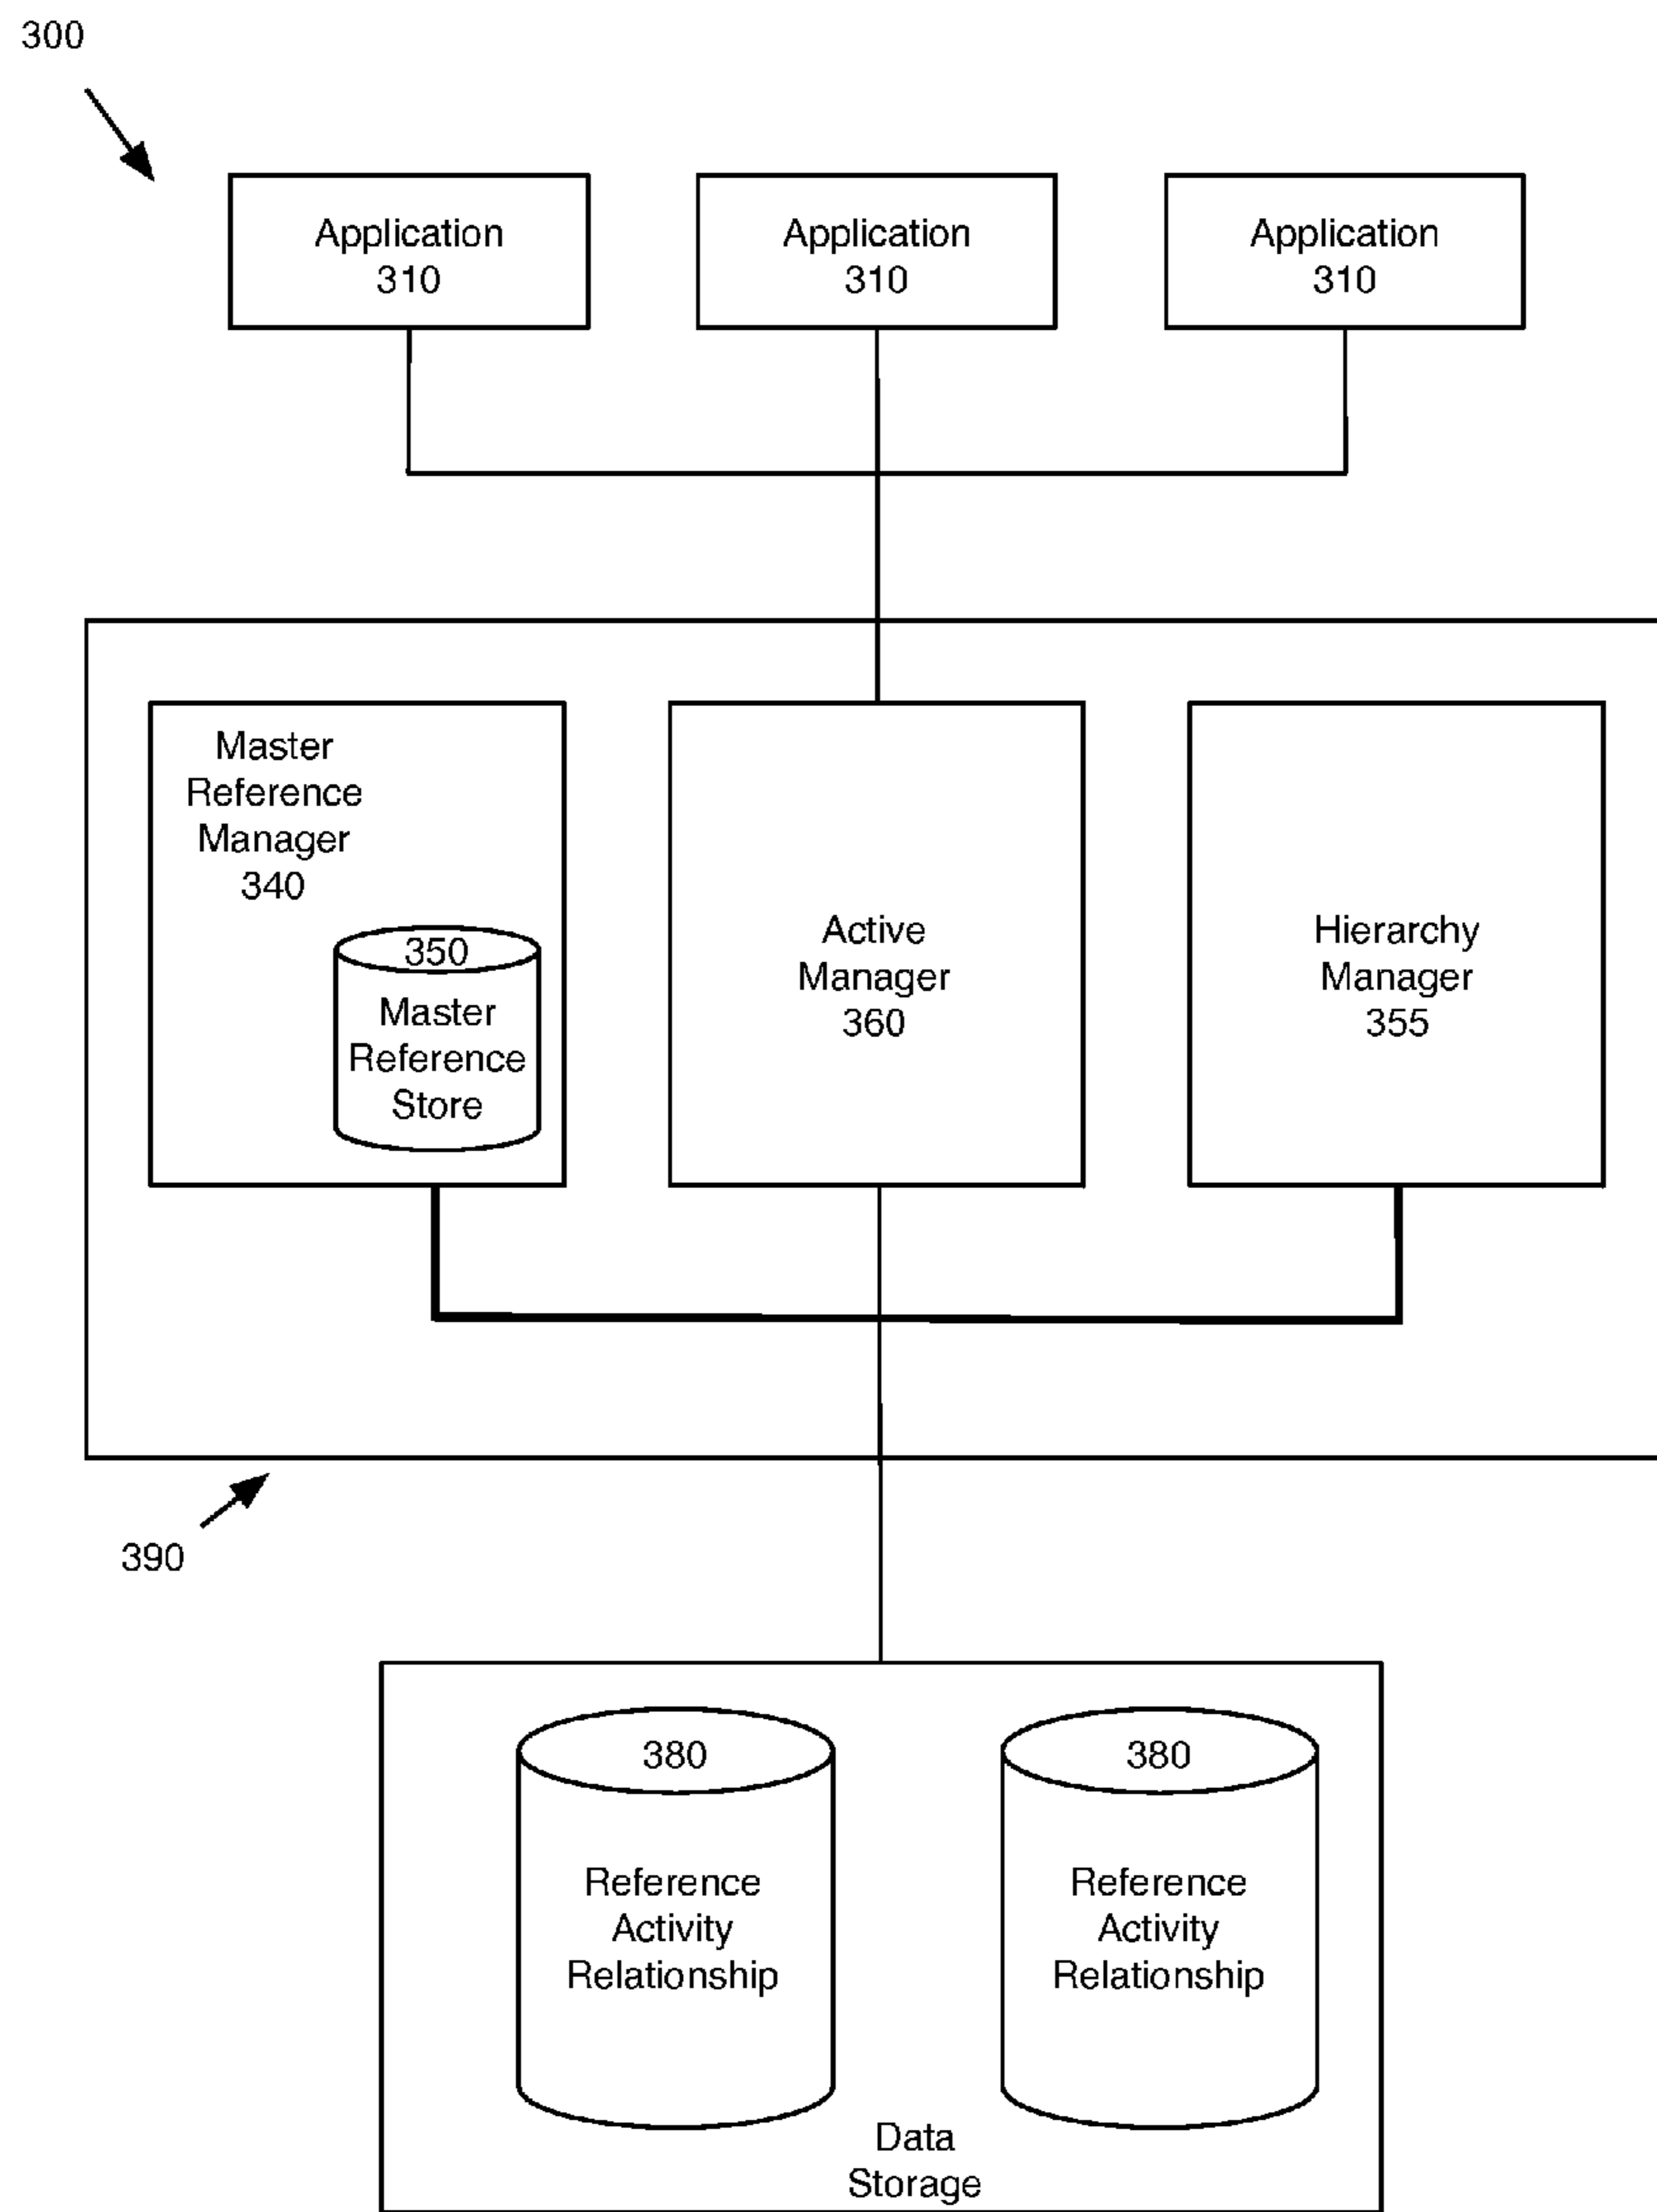 300
Application
310
Application
310
Application
310
Master
Reference
Manager
340
350
Master
Reference
Store
Active
Manager
360
Hierarchy
Manager
355
390
380
Reference
Activity
Relationship
380
Reference
Activity
Relationship
Data
Storage